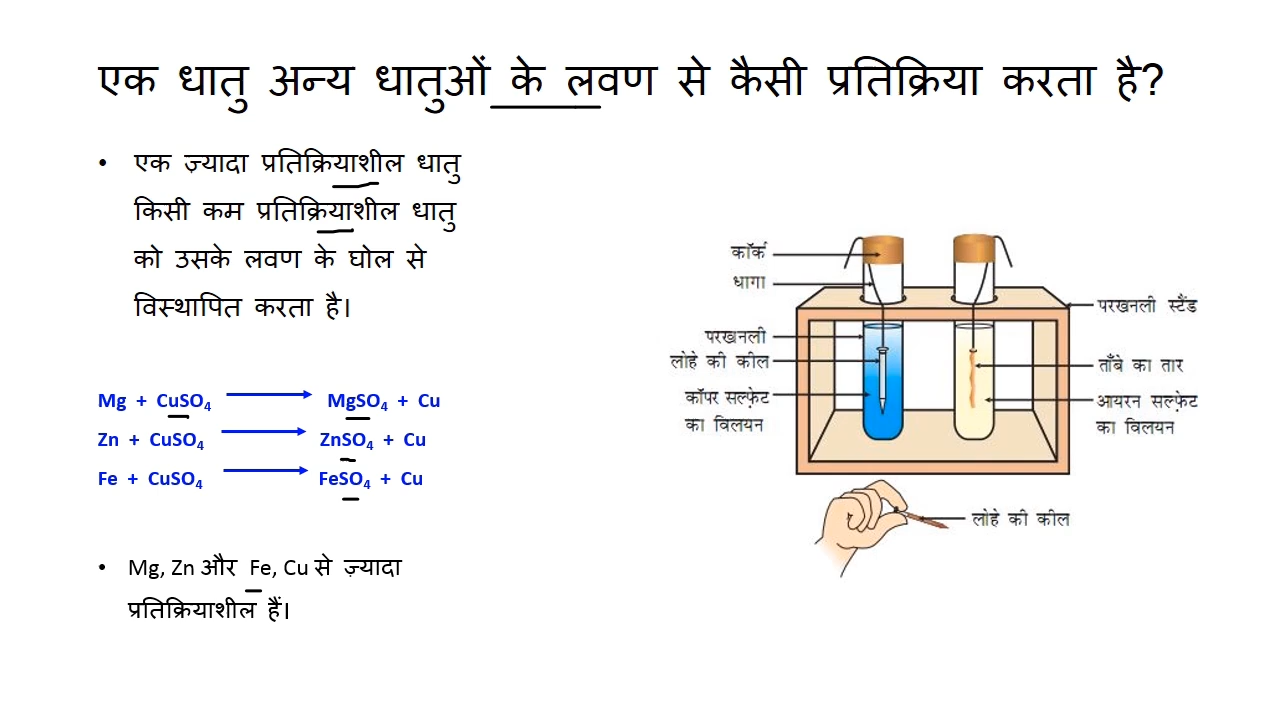 एक धातु अन्य धातुओं के लवण से कैसी प्रतिक्रिया करता है?
• एक ज़्यादा प्रतिक्रियाशील धातु
किसी कम प्रतिक्रियाशील धातु
को उसके लवण के घोल से
विस्थापित करता है।
Mg + CuSO₄ ⟶ MgSO₄ + Cu
Zn + CuSO₄ ⟶ ZnSO₄ + Cu
Fe + CuSO₄ ⟶ FeSO₄ + Cu
• Mg, Zn और Fe, Cu से ज़्यादा
प्रतिक्रियाशील हैं।
कॉर्क
धागा
परखनली
लोहे की कील
कॉपर सल्फ़ेट
का विलयन
परखनली स्टैंड
ताँबे का तार
आयरन सल्फ़ेट
का विलयन
लोहे की कील